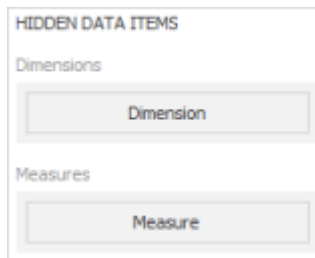 HIDDEN DATA ITEMS
Dimensions
Dimension
Measures
Measure